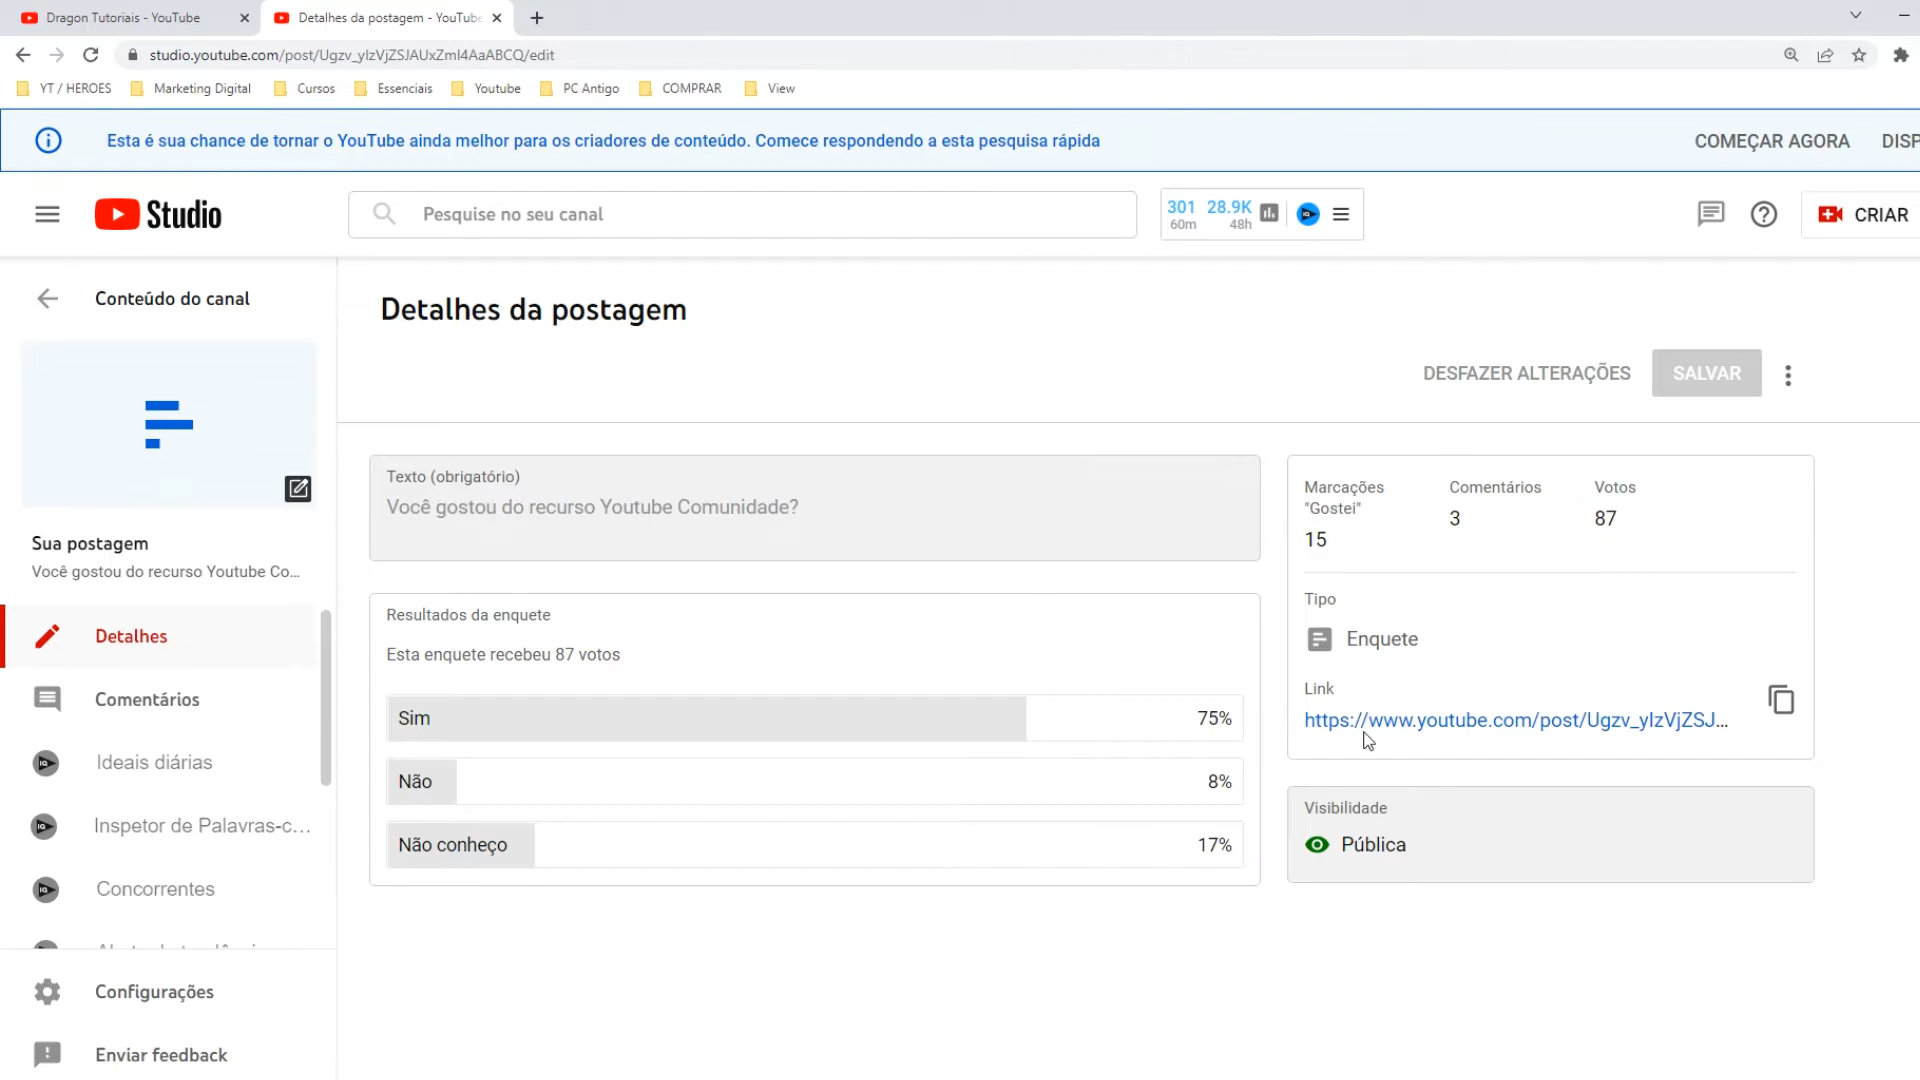 Dragon Tutoriais - YouTube
Detalhes da postagem - YouTube
studio.youtube.com/post/Ugzv_yIzVjZSJAUxZmI4AaABCQ/edit
YT / HEROES
Marketing Digital
Cursos
Essenciais
Youtube
PC Antigo
COMPRAR
View
Esta é sua chance de tornar o YouTube ainda melhor para os criadores de conteúdo. Comece respondendo a esta pesquisa rápida
COMEÇAR AGORA
DISP
Studio
Pesquise no seu canal
301 28.9K
60m 48h
CRIAR
Conteúdo do canal
Detalhes da postagem
DESFAZER ALTERAÇÕES
SALVAR
Texto (obrigatório)
Você gostou do recurso Youtube Comunidade?
Sua postagem
Você gostou do recurso Youtube Co...
Detalhes
Comentários
Ideais diárias
Inspetor de Palavras-c...
Concorrentes
Configurações
Enviar feedback
Resultados da enquete
Esta enquete recebeu 87 votos
Sim 75%
Não 8%
Não conheço 17%
Marcações "Gostei"
15
Comentários
3
Votos
87
Tipo
Enquete
Link
https://www.youtube.com/post/Ugzv_yIzVjZSJ...
Visibilidade
Pública